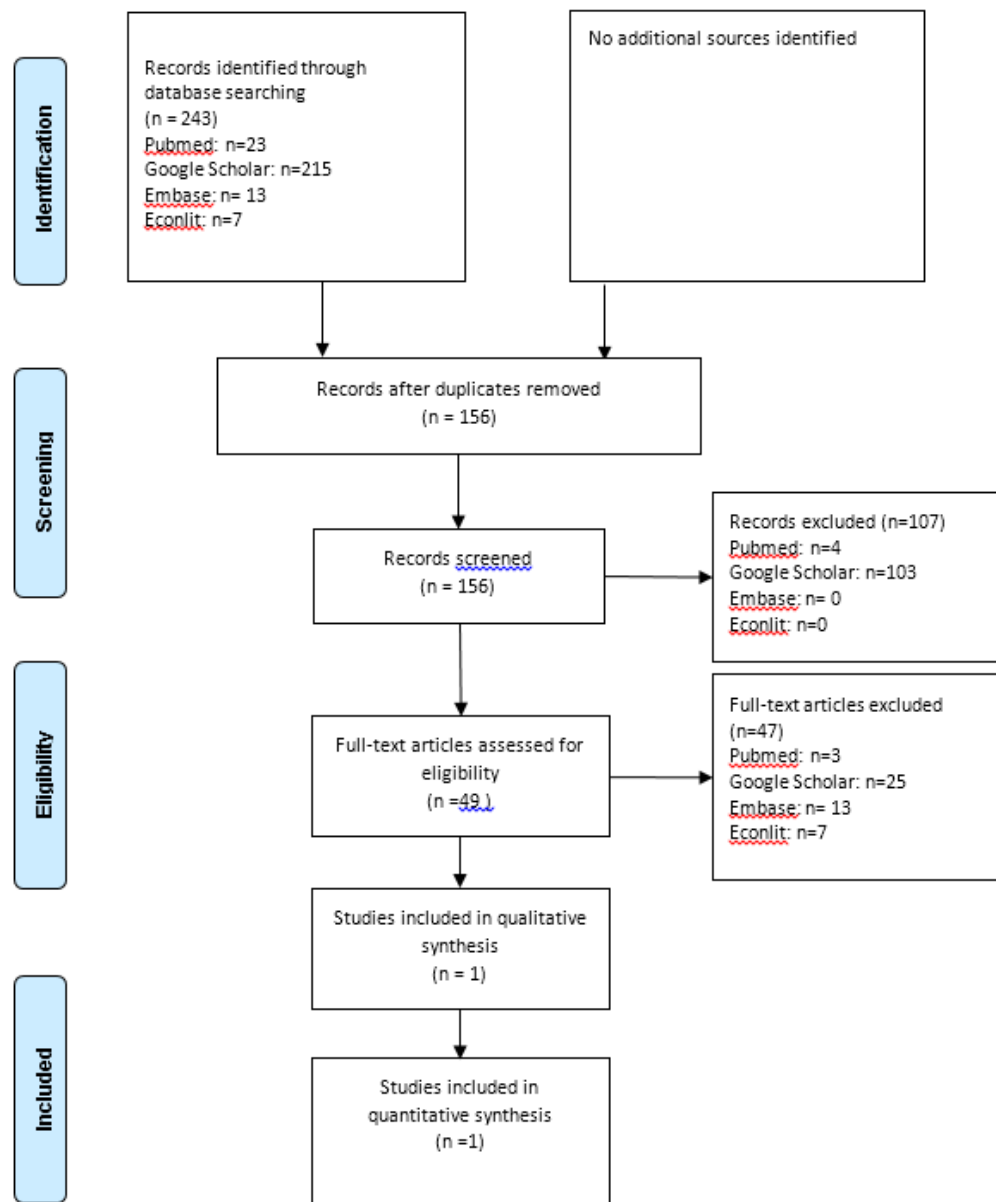 Identification
Records identified through
database searching
(n = 243)
Pubmed: n=23
Google Scholar: n=215
Embase: n= 13
Econlit: n=7
No additional sources identified
Screening
Records after duplicates removed
(n = 156)
Records screened
(n = 156)
Records excluded (n=107)
Pubmed: n=4
Google Scholar: n=103
Embase: n= 0
Econlit: n=0
Eligibility
Full-text articles assessed for
eligibility
(n =49 )
Full-text articles excluded
(n=47)
Pubmed: n=3
Google Scholar: n=25
Embase: n= 13
Econlit: n=7
Studies included in qualitative
synthesis
(n = 1)
Included
Studies included in
quantitative synthesis
(n =1)